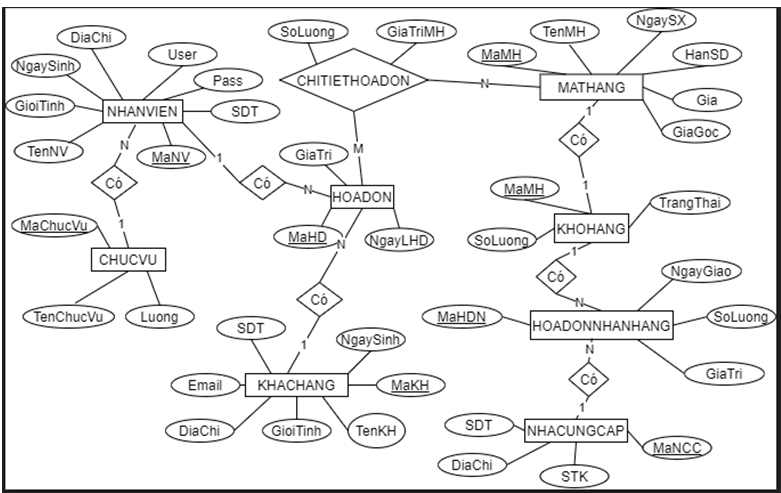 SoLuong
GiaTriMH
NgaySX
TenMH
DiaChi
User
MaMH
HanSD
NgaySinh
Pass
CHITIETHOADON
N
MATHANG
GioiTinh
NHANVIEN
SDT
Gia
1
GiaGoc
TenNV
N
MaNV
1
GiaTri
M
Có
Có
Có
N
HOADON
1
MaMH
TrangThai
MaChucVu
1
MaHD
N
NgayLHD
SoLuong
KHOHANG
CHUCVU
1
NgayGiao
Có
Có
N
TenChucVu
Luong
SDT
MaHDN
HOADONNHANHANG
SoLuong
1
NgaySinh
N
Email
KHACHANG
MaKH
Có
GiaTri
1
DiaChi
GioiTinh
TenKH
SDT
NHACUNGCAP
MaNCC
DiaChi
STK